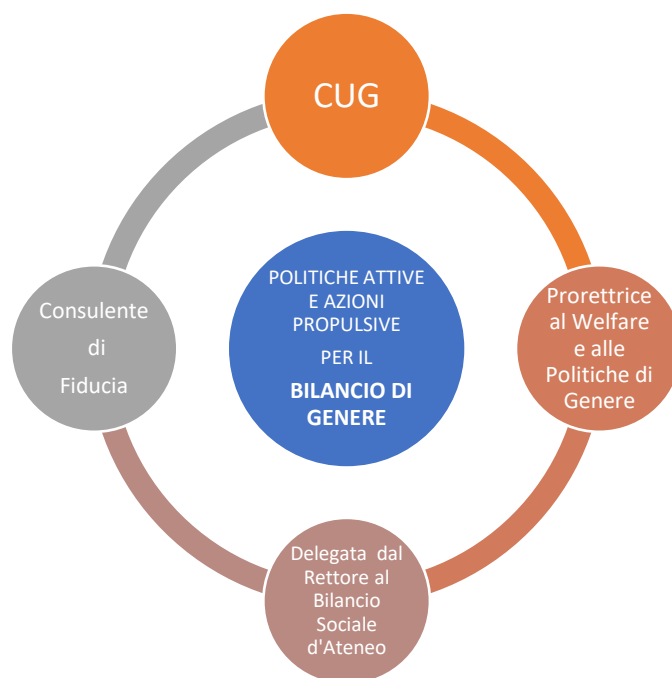 CUG
POLITICHE ATTIVE
E AZIONI
PROPULSIVE
PER IL
BILANCIO DI
GENERE
Consulente
di
Fiducia
Prorettrice
al Welfare
e alle
Politiche di
Genere
Delegata dal
Rettore al
Bilancio
Sociale
d'Ateneo